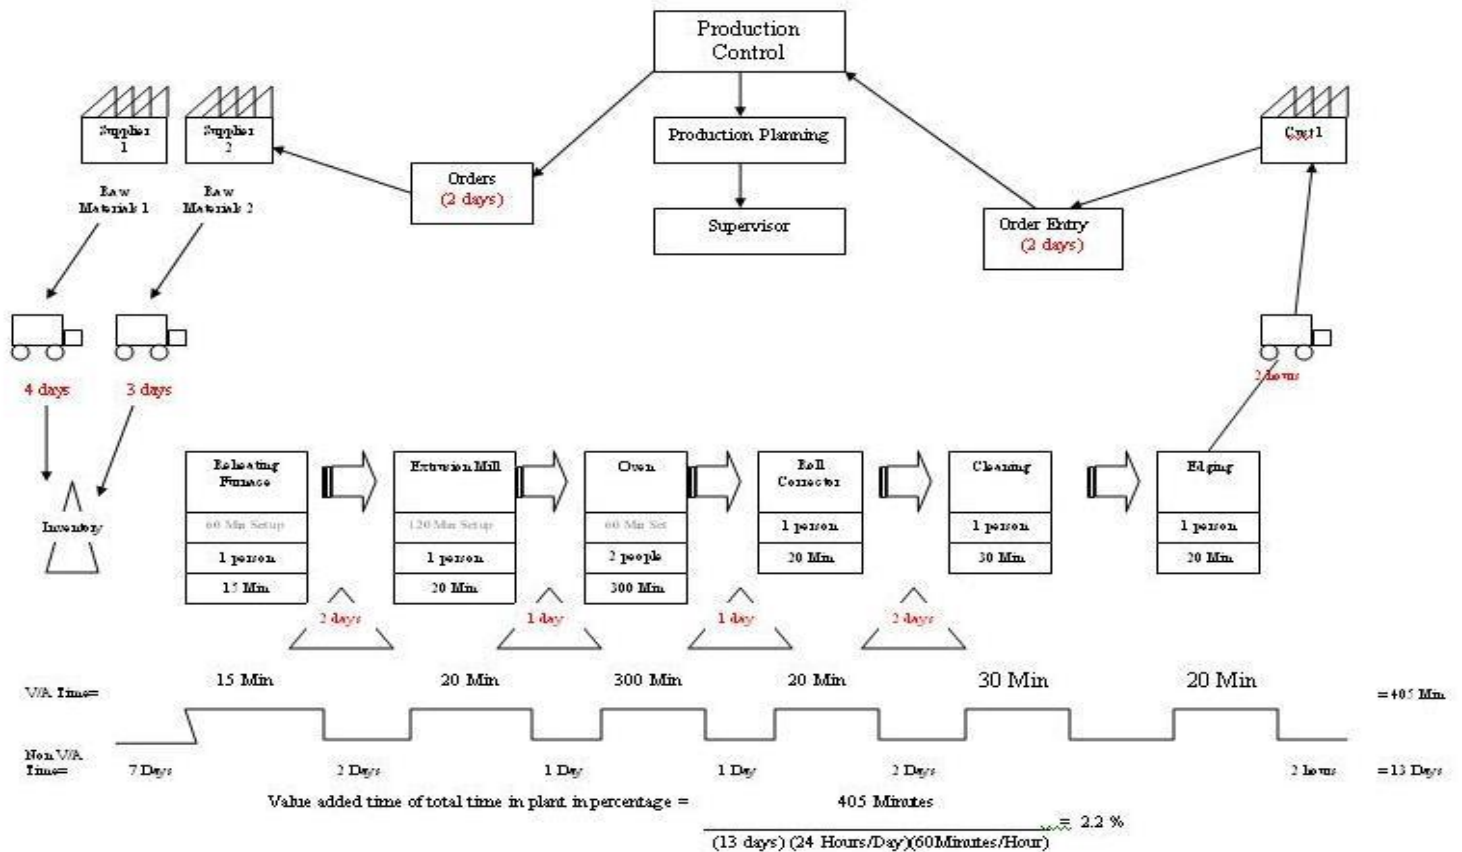 Production
Control
Supplier
1
Supplier
2
Cust1
Production Planning
Orders
(2 days)
Raw
Materials 1
Raw
Materials 2
Supervisor
Order Entry
(2 days)
4 days
3 days
2 hours
Inventory
Reheating
Furnace
60 Min Setup
1 person
15 Min
Extrusion Mill
120 Min Setup
1 person
20 Min
Oven
60 Min Set
2 people
300 Min
Roll
Corrector
1 person
20 Min
Cleaning
1 person
30 Min
Edging
1 person
20 Min
2 days
1 day
1 day
2 days
V/A Time=
15 Min
20 Min
300 Min
20 Min
30 Min
20 Min
= 405 Min
Non V/A
Time=
7 Days
2 Days
1 Day
1 Day
2 Days
2 hours
= 13 Days
Value added time of total time in plant in percentage =
405 Minutes
(13 days) (24 Hours/Day)(60Minutes/Hour)
= 2.2 %